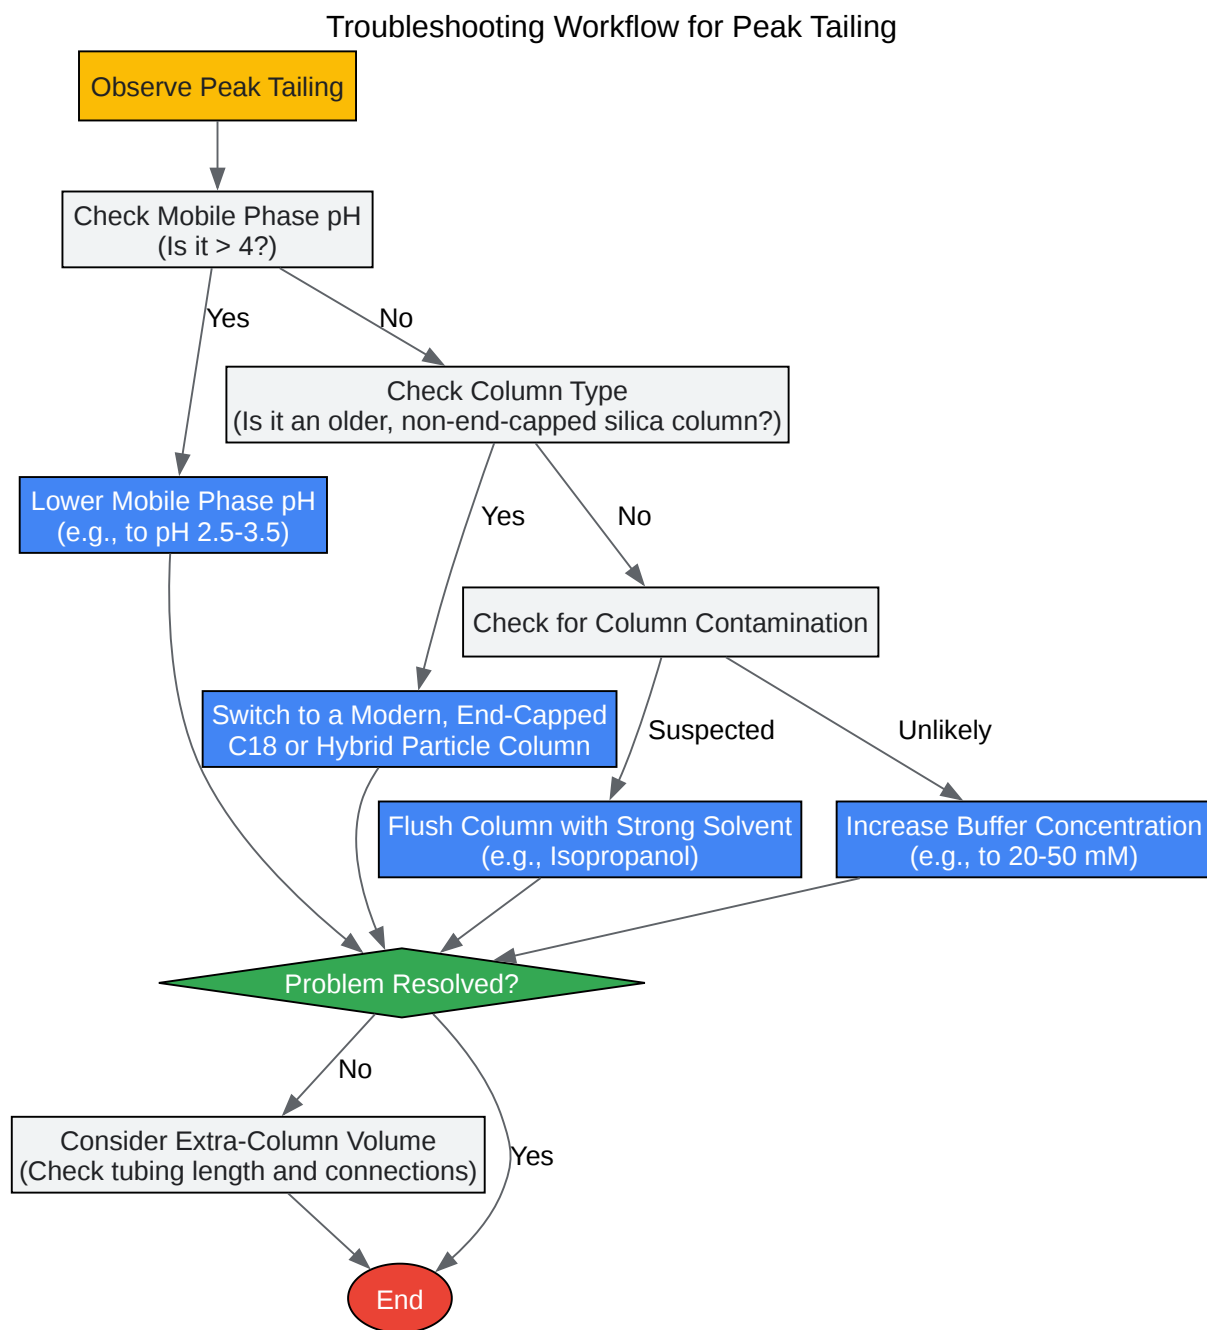 Troubleshooting Workflow for Peak Tailing
Observe Peak Tailing
Check Mobile Phase pH
(Is it > 4?)
Yes
No
Check Column Type
(Is it an older, non-end-capped silica column?)
Lower Mobile Phase pH
(e.g., to pH 2.5-3.5)
Yes
No
Check for Column Contamination
Switch to a Modern, End-Capped
C18 or Hybrid Particle Column
Suspected
Unlikely
Flush Column with Strong Solvent
(e.g., Isopropanol)
Increase Buffer Concentration
(e.g., to 20-50 mM)
Problem Resolved?
No
Consider Extra-Column Volume
(Check tubing length and connections)
Yes
End